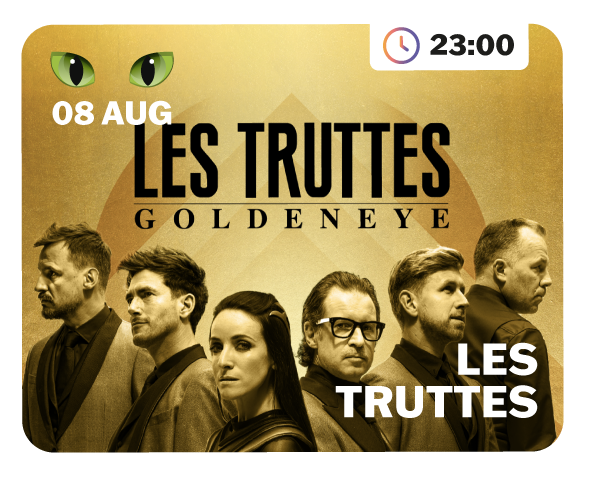 23:00
08 AUG
LES TRUTTES
GOLDENEYE
LES
TRUTTES